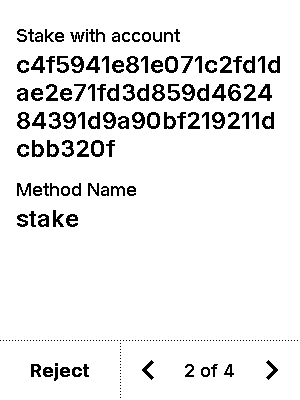 Stake with account
c4f5941e81e071c2fd1d
ae2e71fd3d859d4624
84391d9a90bf219211d
cbb320f
Method Name
stake
Reject
2 of 4